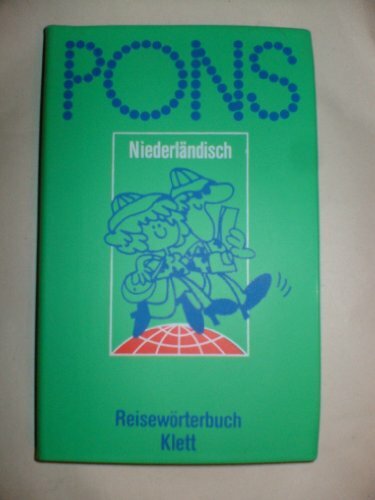 PONS
Niederländisch
Reisewörterbuch
Klett